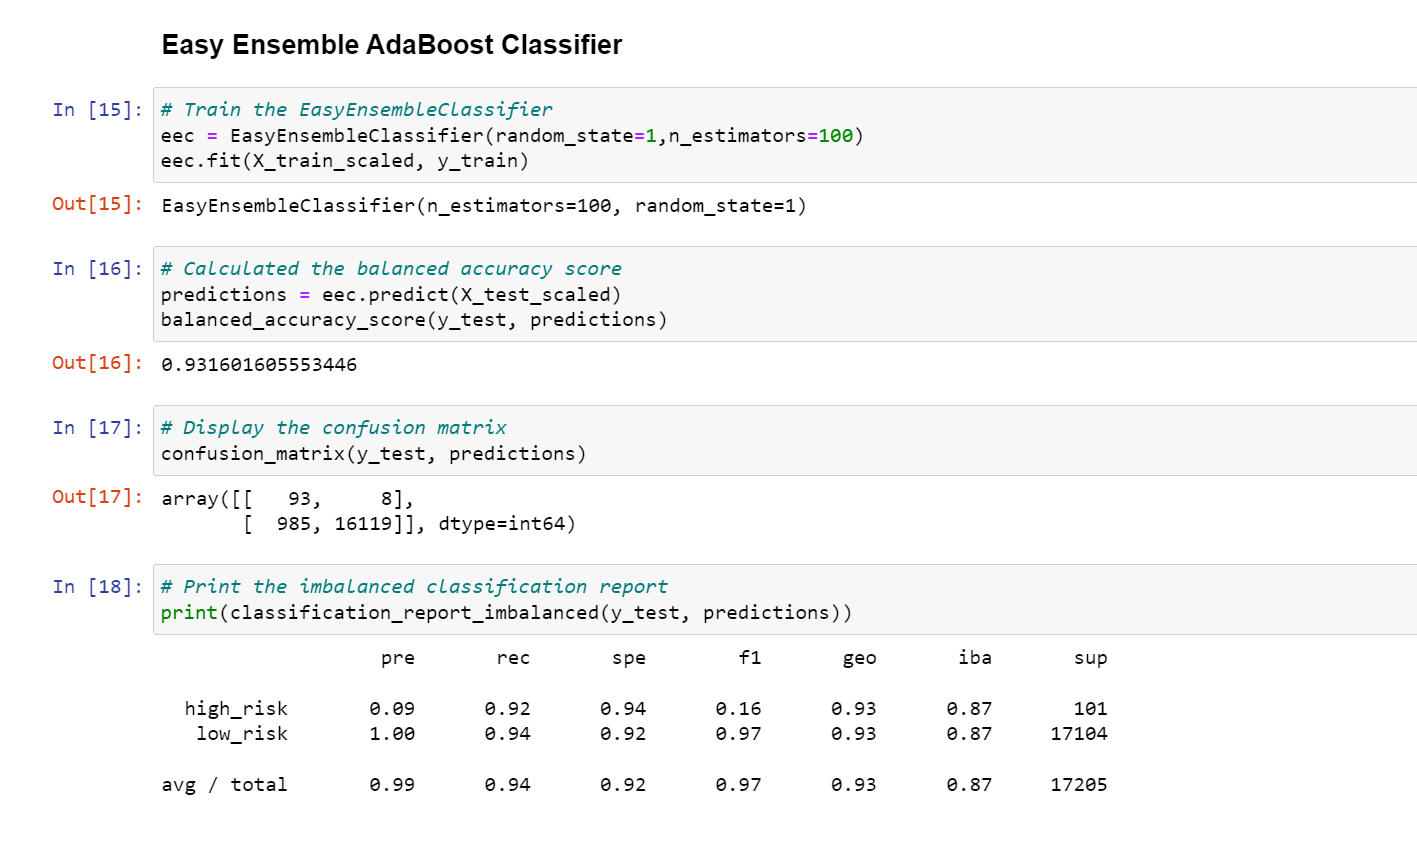 Easy Ensemble AdaBoost Classifier
In [15]: # Train the EasyEnsembleClassifier
eec = EasyEnsembleClassifier(random_state=1,n_estimators=100)
eec.fit(X_train_scaled, y_train)
Out[15]: EasyEnsembleClassifier(n_estimators=100, random_state=1)
In [16]: # Calculated the balanced accuracy score
predictions = eec.predict(X_test_scaled)
balanced_accuracy_score(y_test, predictions)
Out[16]: 0.931601605553446
In [17]: # Display the confusion matrix
confusion_matrix(y_test, predictions)
Out[17]: array([[   93,     8],
       [  985, 16119]], dtype=int64)
In [18]: # Print the imbalanced classification report
print(classification_report_imbalanced(y_test, predictions))
pre rec spe f1 geo iba sup
high_risk 0.09 0.92 0.94 0.16 0.93 0.87 101
low_risk 1.00 0.94 0.92 0.97 0.93 0.87 17104
avg / total 0.99 0.94 0.92 0.97 0.93 0.87 17205